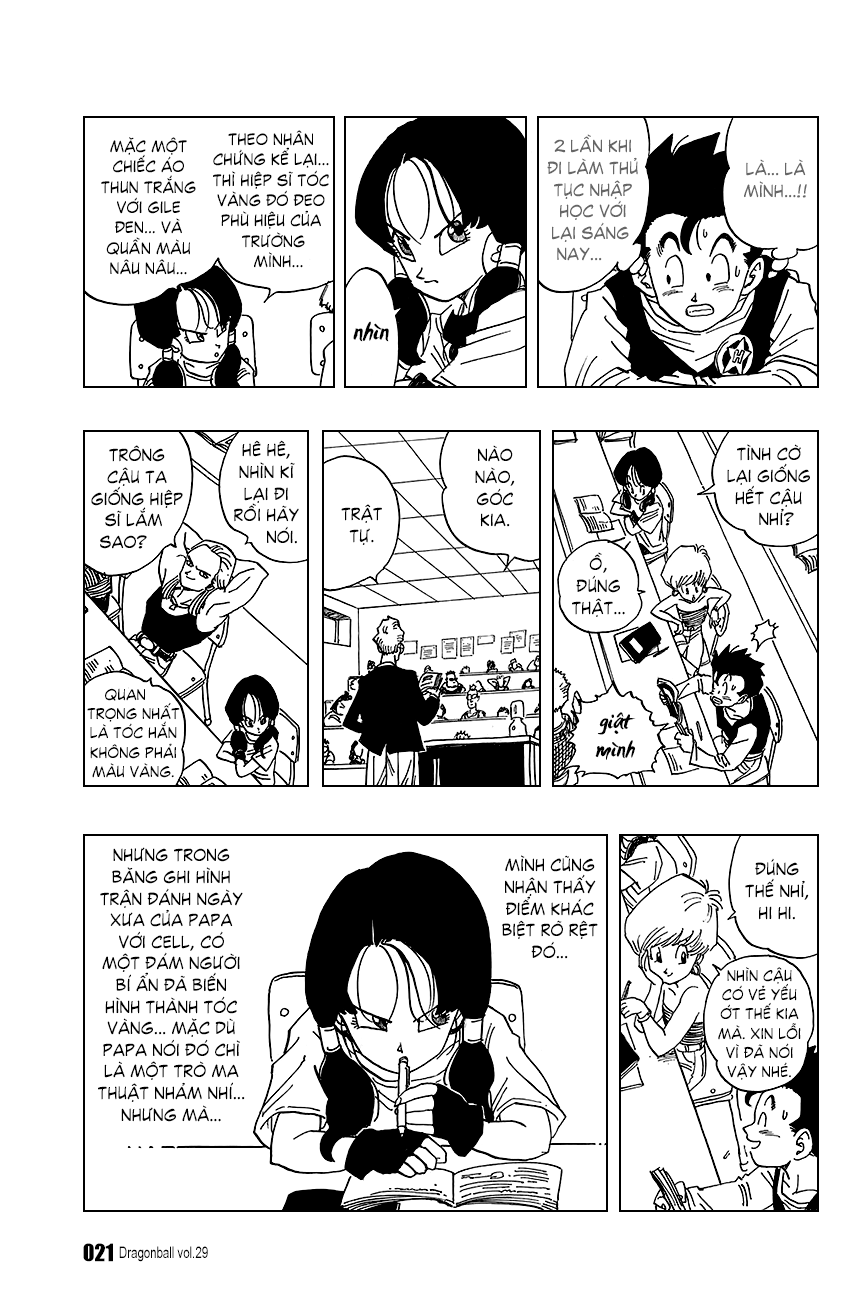 LÀ... LÀ
MÌNH...!!
2 LẦN KHI
ĐI LÀM THỦ
TỤC NHẬP
HỌC VỚI
LẠI SÁNG
NAY...
nhìn
THEO NHÂN
CHỨNG KỂ LẠI...
THÌ HIỆP SĨ TÓC
VÀNG ĐÓ ĐEO
PHÙ HIỆU CỦA
TRƯỜNG
MÌNH...
MẶC MỘT
CHIẾC ÁO
THUN TRẮNG
VỚI GILE
ĐEN... VÀ
QUẦN MÀU
NÂU NÂU...
TÌNH CỜ
LẠI GIỐNG
HẾT CẬU
NHỈ?
Ồ,
ĐÚNG
THẬT...
giật
mình
NÀO
NÀO,
GÓC
KIA.
TRẬT
TỰ.
HÊ HÊ,
NHÌN KĨ
LẠI ĐI
RỒI HÃY
NÓI.
TRÔNG
CẬU TA
GIỐNG HIỆP
SĨ LẮM
SAO?
QUAN
TRỌNG NHẤT
LÀ TÓC HẮN
KHÔNG PHẢI
MÀU VÀNG.
ĐÚNG
THẾ NHỈ,
HI HI.
NHÌN CẬU
CÓ VẺ YẾU
ỚT THẾ KIA
MÀ. XIN LỖI
VÌ ĐÃ NÓI
VẬY NHÉ.
MÌNH CŨNG
NHẬN THẤY
ĐIỂM KHÁC
BIỆT RÕ RỆT
ĐÓ...
NHƯNG TRONG
BĂNG GHI HÌNH
TRẬN ĐÁNH NGÀY
XƯA CỦA PAPA
VỚI CELL, CÓ
MỘT ĐÁM NGƯỜI
BÍ ẨN ĐÃ BIẾN
HÌNH THÀNH TÓC
VÀNG... MẶC DÙ
PAPA NÓI ĐÓ CHỈ
LÀ MỘT TRÒ MA
THUẬT NHẢM NHÍ...
NHƯNG MÀ...
021 Dragonball vol.29